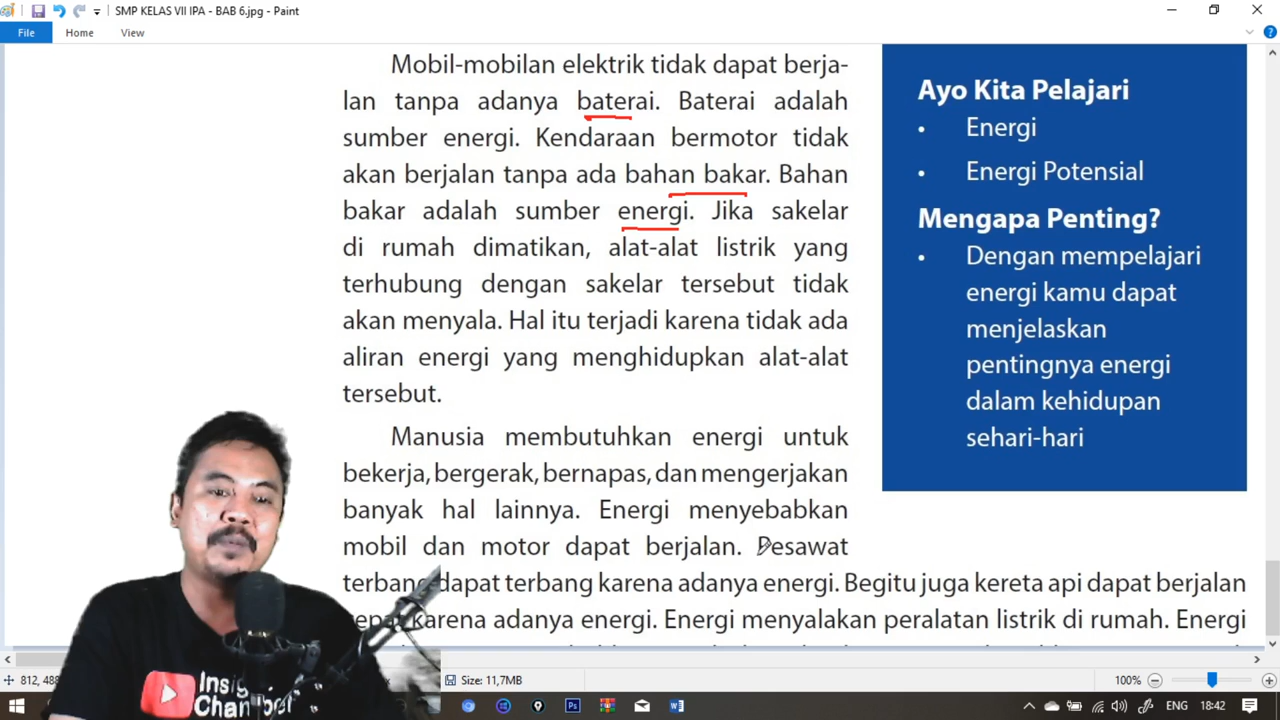 SMP KELAS VII IPA - BAB 6.jpg - Paint
File Home View
Mobil-mobilan elektrik tidak dapat berja-
lan tanpa adanya baterai. Baterai adalah
sumber energi. Kendaraan bermotor tidak
akan berjalan tanpa ada bahan bakar. Bahan
bakar adalah sumber energi. Jika sakelar
di rumah dimatikan, alat-alat listrik yang
terhubung dengan sakelar tersebut tidak
akan menyala. Hal itu terjadi karena tidak ada
aliran energi yang menghidupkan alat-alat
tersebut.
Manusia membutuhkan energi untuk
bekerja, bergerak, bernapas, dan mengerjakan
banyak hal lainnya. Energi menyebabkan
mobil dan motor dapat berjalan. Pesawat
terbang dapat terbang karena adanya energi. Begitu juga kereta api dapat berjalan
cepat karena adanya energi. Energi menyalakan peralatan listrik di rumah. Energi
Ayo Kita Pelajari
• Energi
• Energi Potensial
Mengapa Penting?
• Dengan mempelajari
energi kamu dapat
menjelaskan
pentingnya energi
dalam kehidupan
sehari-hari
Size: 11,7MB
100%
ENG 18:42